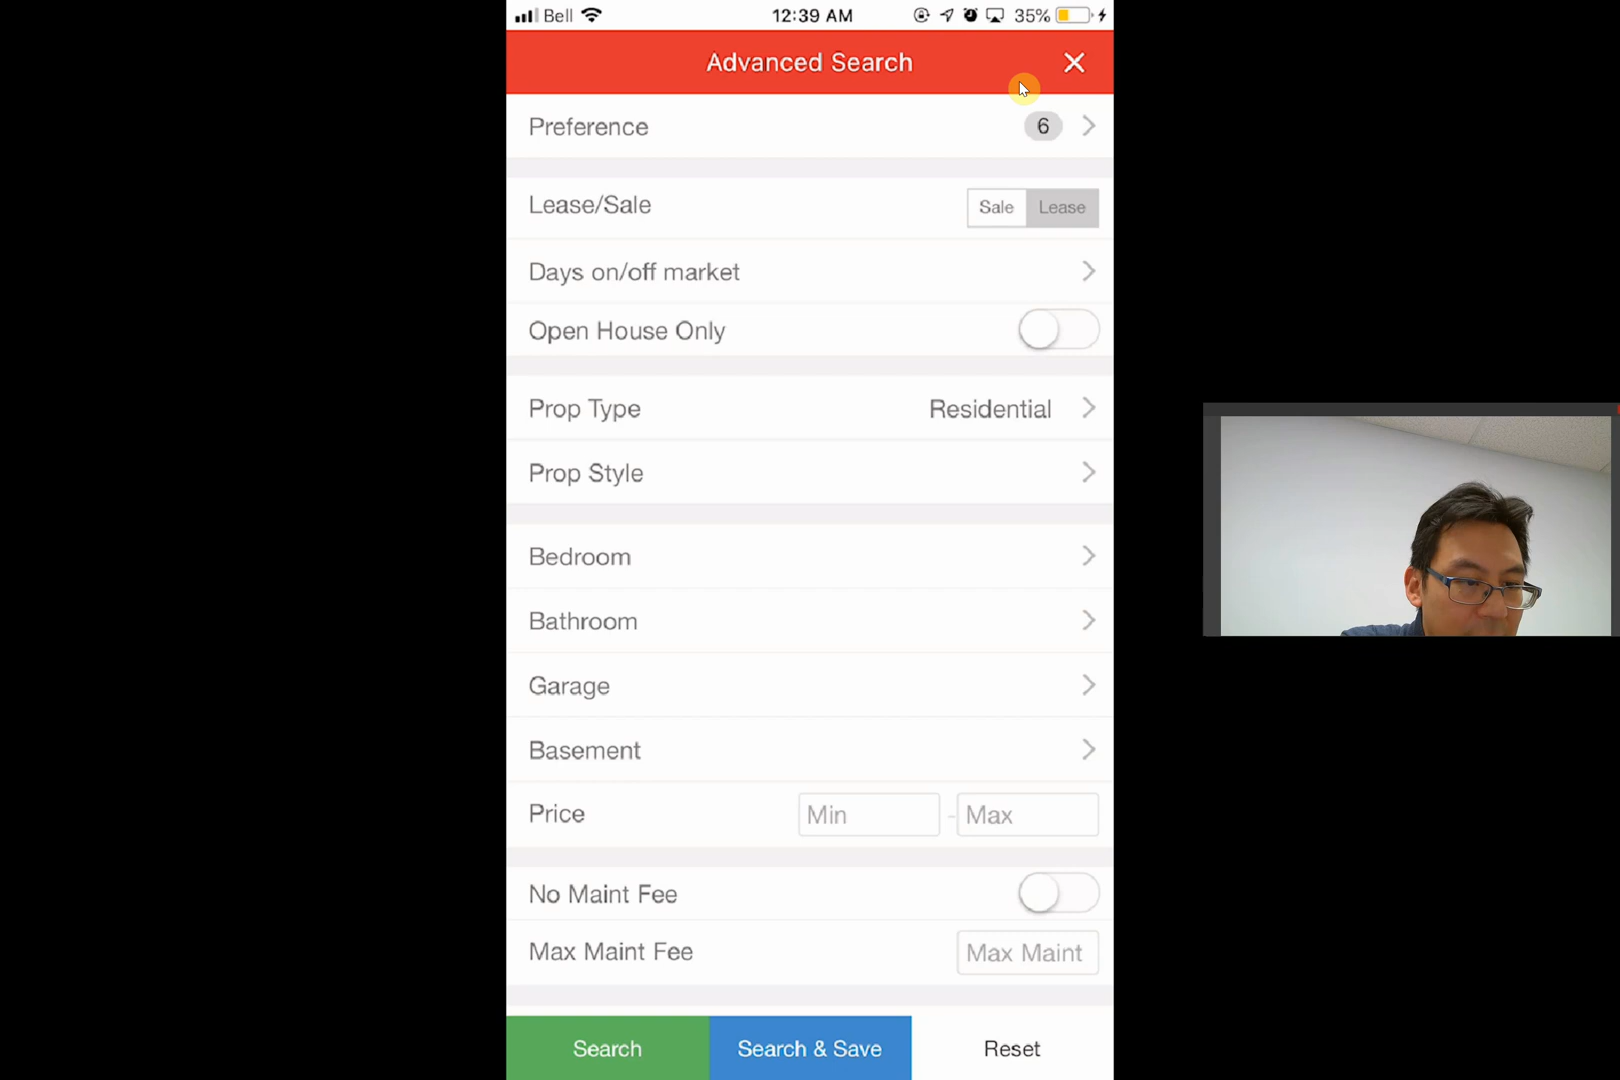 Bell 12:39 AM 35%
Advanced Search
Preference 6
Lease/Sale Sale Lease
Days on/off market
Open House Only
Prop Type Residential
Prop Style
Bedroom
Bathroom
Garage
Basement
Price Min - Max
No Maint Fee
Max Maint Fee Max Maint
Search Search & Save Reset